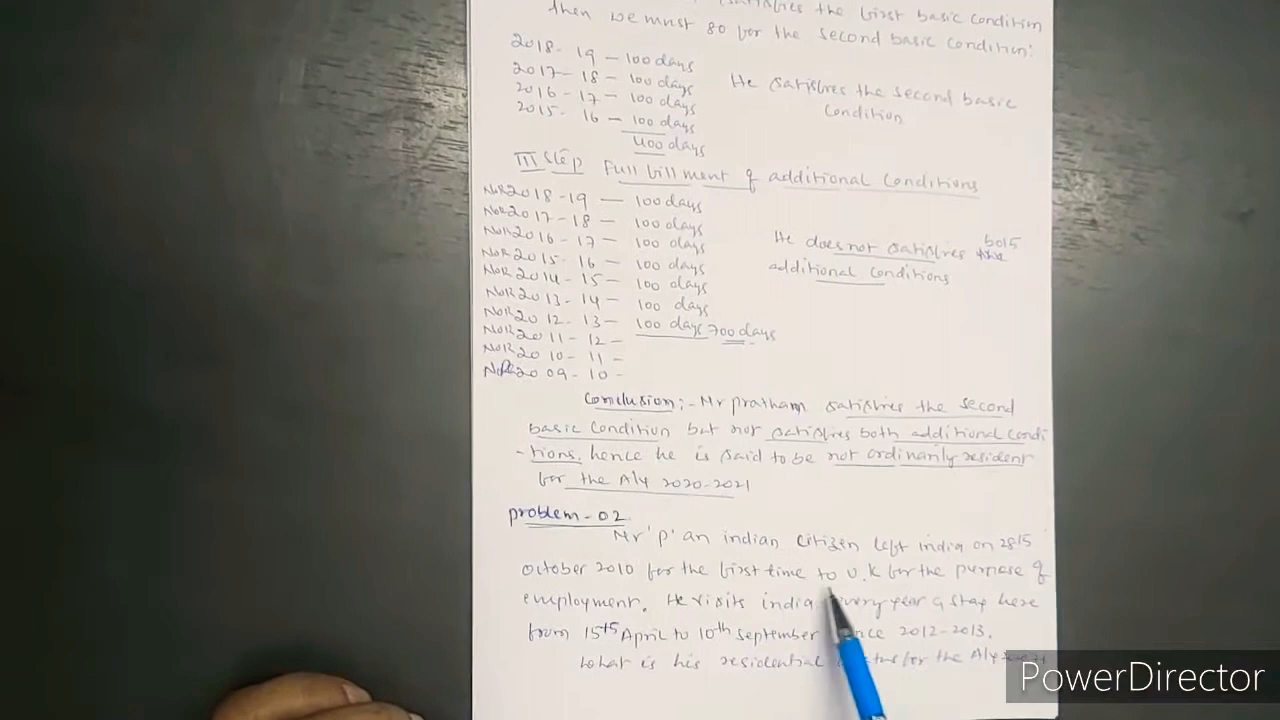 the first basic condition
then we must go for the second basic condition:
2018-19 - 100 days
2017-18 - 100 days
2016-17 - 100 days
2015-16 - 100 days
400 days
He satisfies the second basic
condition
III Step Full fillment of additional conditions
NOR 2018-19 - 100 days
NOR 2017-18 - 100 days
NOR 2016-17 - 100 days
NOR 2015-16 - 100 days
NOR 2014-15 - 100 days
NOR 2013-14 - 100 days
NOR 2012-13 - 100 days 700 days
NOR 2011-12 -
NOR 2010-11 -
NOR 2009-10 -
He does not satisfies both
additional conditions
Conclusion:- Mr pratham satisfies the second
basic condition but not satisfies both additional condi
-tions, hence he is said to be not ordinarily resident
for the A/y 2020-2021
problem-02
Mr 'p' an indian citizen left india on 28th
October 2010 for the first time to U.K for the purpose of
employment. He visits india every year & stay here
from 15th April to 10th September since 2012-2013.
What is his residential status for the A/y
PowerDirector